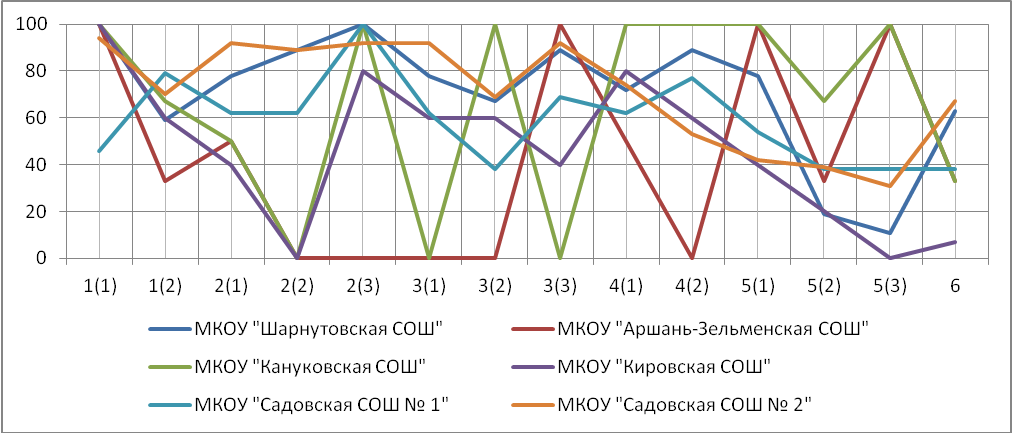 100
80
60
40
20
0
1(1) 1(2) 2(1) 2(2) 2(3) 3(1) 3(2) 3(3) 4(1) 4(2) 5(1) 5(2) 5(3) 6
МКОУ "Шарнутовская СОШ" МКОУ "Аршань-Зельменская СОШ"
МКОУ "Кануковская СОШ" МКОУ "Кировская СОШ"
МКОУ "Садовская СОШ № 1" МКОУ "Садовская СОШ № 2"